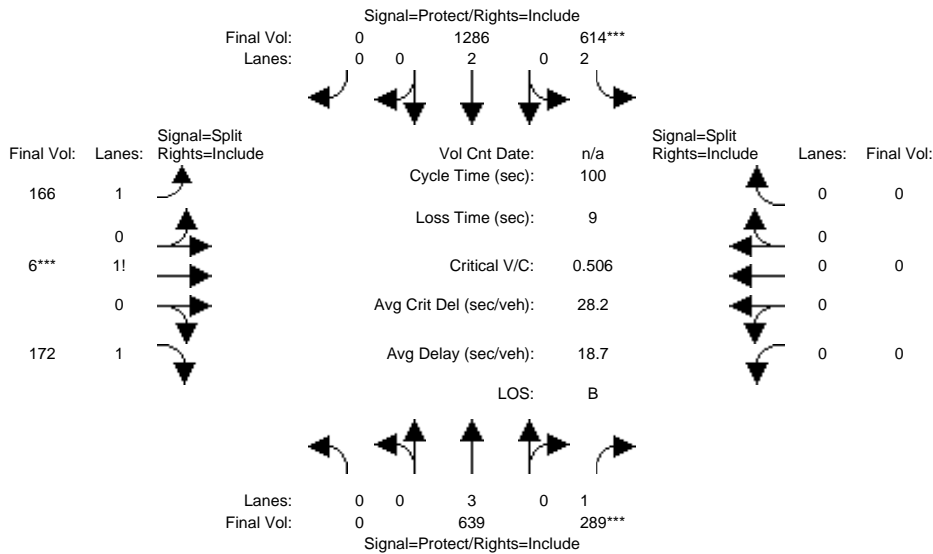 Signal=Protect/Rights=Include
Final Vol: 0 1286 614***
Lanes: 0 0 2 0 2
Signal=Split
Final Vol: Lanes: Rights=Include
Vol Cnt Date: n/a
Signal=Split
Rights=Include Lanes: Final Vol:
Cycle Time (sec): 100
166 1
0 0
Loss Time (sec): 9
0
0
6*** 1!
Critical V/C: 0.506
0 0
0
Avg Crit Del (sec/veh): 28.2
0
172 1
Avg Delay (sec/veh): 18.7
0 0
LOS: B
Lanes: 0 0 3 0 1
Final Vol: 0 639 289***
Signal=Protect/Rights=Include